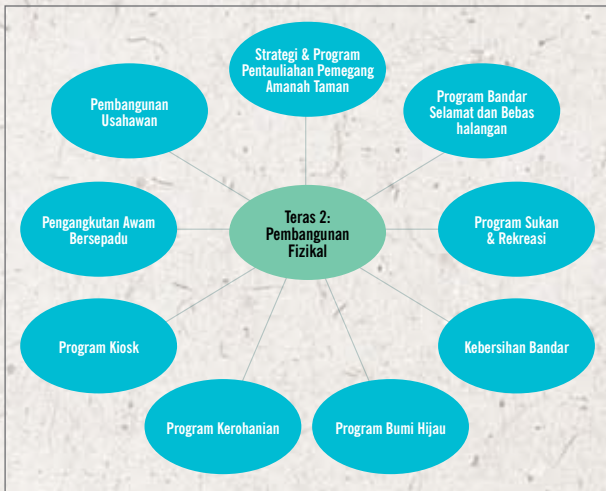 Strategi & Program
Pentauliahan Pemegang
Amanah Taman
Program Bandar
Selamat dan Bebas
halangan
Program Sukan
& Rekreasi
Kebersihan Bandar
Program Bumi Hijau
Program Kerohanian
Program Kiosk
Pengangkutan Awam
Bersepadu
Pembangunan
Usahawan
Teras 2:
Pembangunan
Fizikal